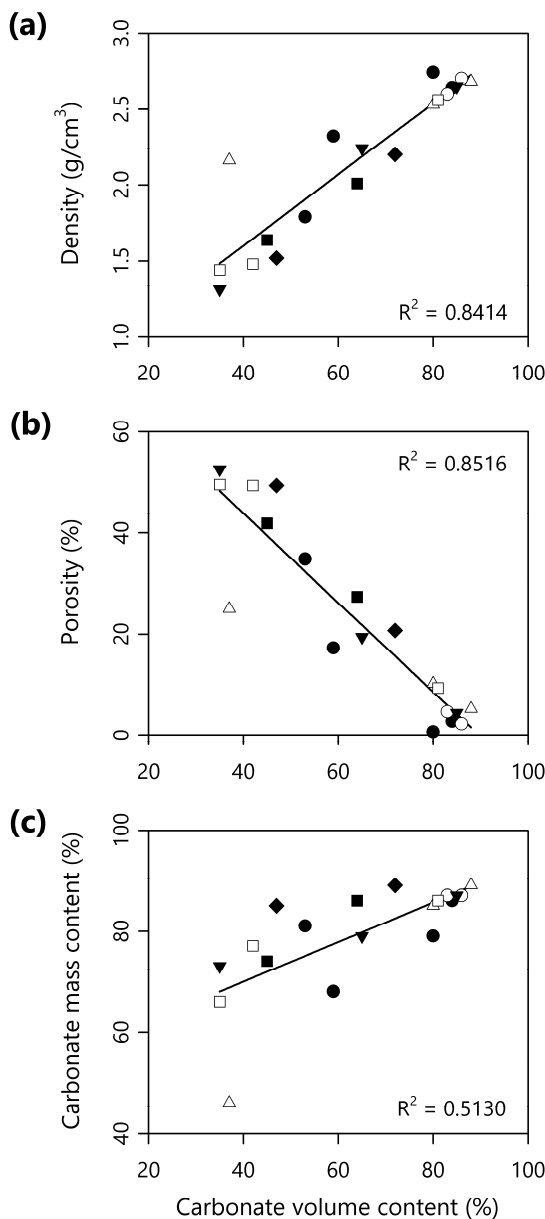 (a)
Density (g/cm³)
3.0
2.5
2.0
1.5
1.0
R² = 0.8414
20 40 60 80 100
(b)
Porosity (%)
60
40
20
0
R² = 0.8516
20 40 60 80 100
(c)
Carbonate mass content (%)
100
80
60
40
R² = 0.5130
20 40 60 80 100
Carbonate volume content (%)